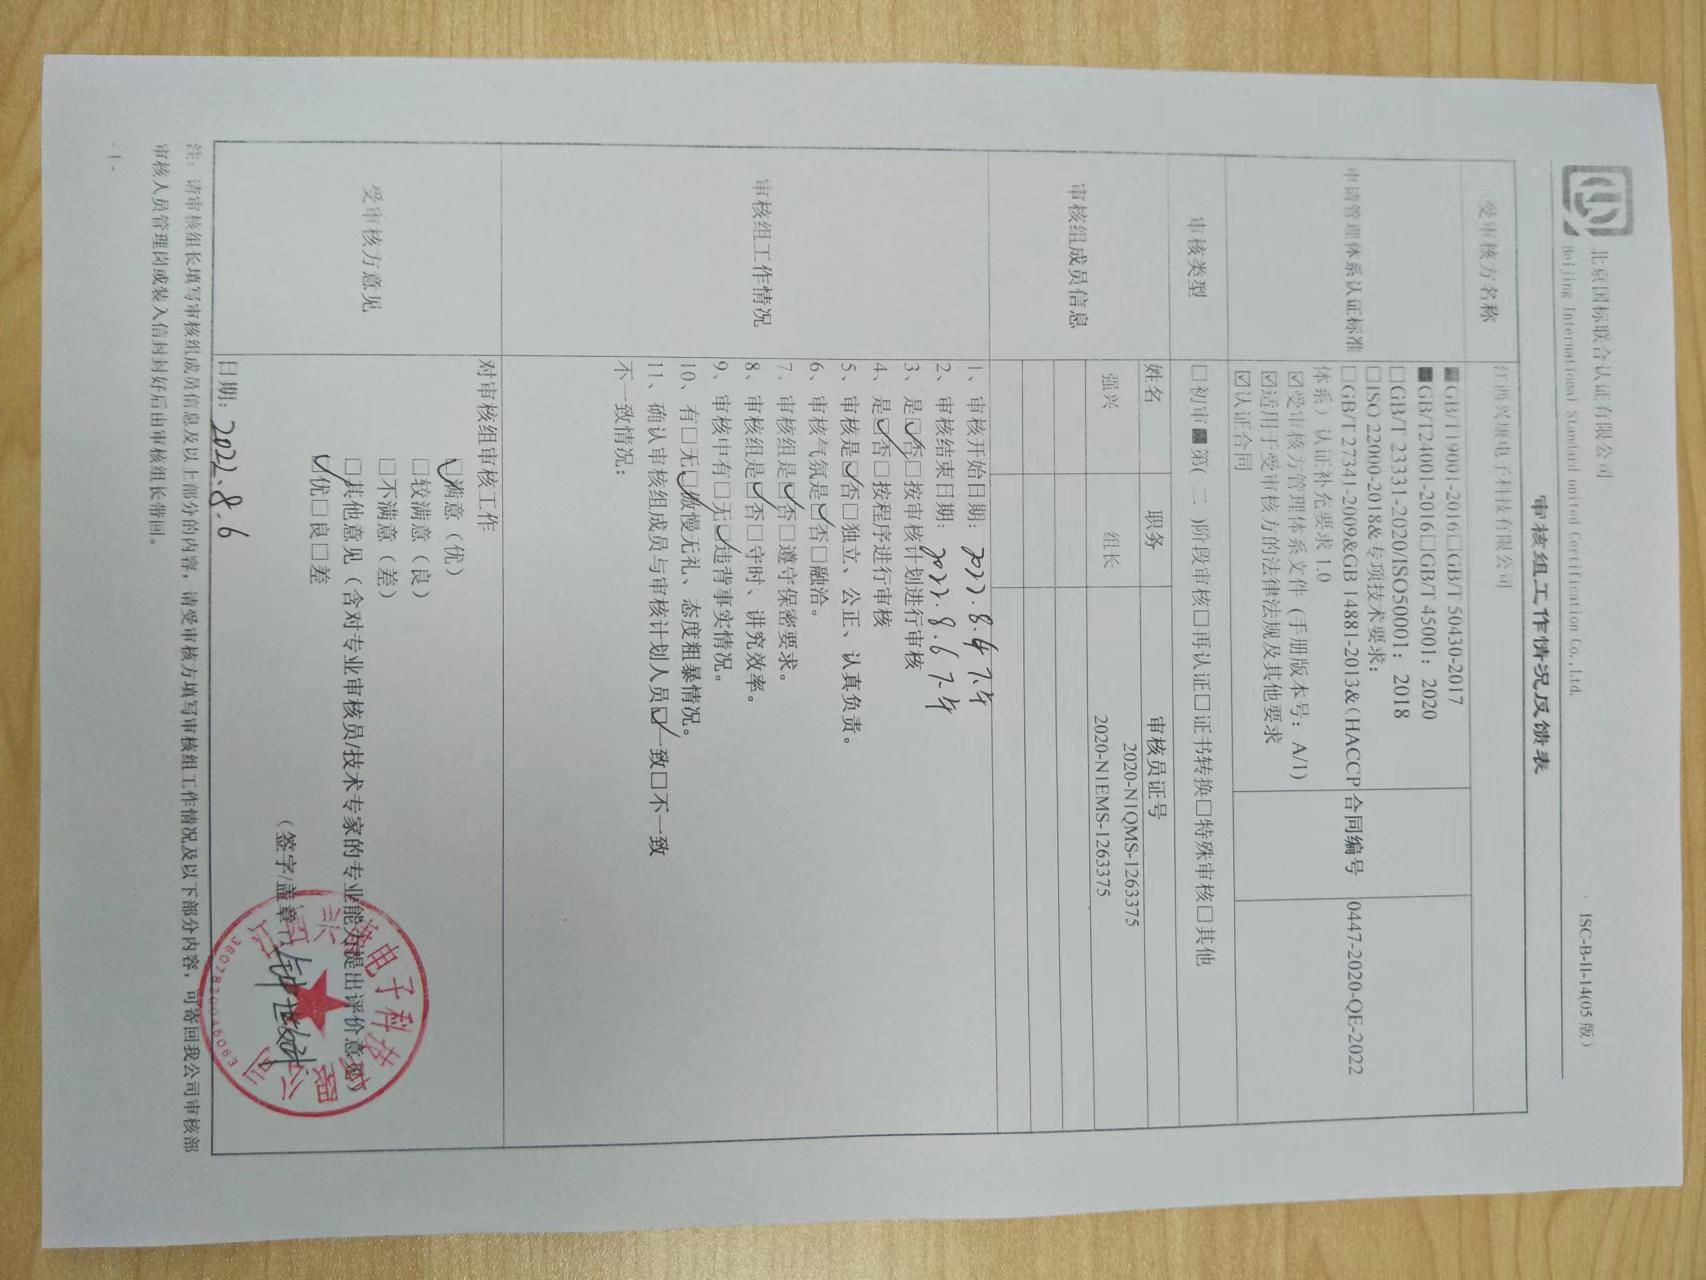 北京国标联合认证有限公司
Beijing International Standard united Certification Co.,Ltd.
ISC-B-II-14(05 版)
审核组工作情况反馈表
受审核方名称 江西兴康电子科技有限公司
申请管理体系认证标准
■GB/T19001-2016□GB/T 50430-2017
■GB/T24001-2016□GB/T 45001：2020
□GB/T 23331-2020/ISO50001：2018
□ISO 22000-2018&专项技术要求：
□GB/T 27341-2009&GB 14881-2013&(HACCP
体系）认证补充要求 1.0
☑受审核方管理体系文件（手册版本号：A/1）
☑适用于受审核方的法律法规及其他要求
☑认证合同
合同编号 0447-2020-QE-2022
审核类型 □初审■第( 二 )阶段审核□再认证□证书转换□特殊审核□其他
审核组成员信息
姓名 职务 审核员证号
强兴 组长 2020-N1QMS-1263375
2020-N1EMS-1263375
审核组工作情况
1、审核开始日期：2022.8.4 上午
2、审核结束日期：2022.8.6 下午
3、是☑否□按审核计划进行审核
4、是☑否□按程序进行审核
5、审核是☑否□独立、公正、认真负责。
6、审核气氛是☑否□融洽。
7、审核组是☑否□遵守保密要求。
8、审核组是☑否□守时、讲究效率。
9、审核中有□无☑违背事实情况。
10、有□无☑傲慢无礼、态度粗暴情况。
11、确认审核组成员与审核计划人员☑一致□不一致
不一致情况：
受审核方意见
对审核组审核工作
☑满意（优）
□较满意（良）
□不满意（差）
□其他意见（含对专业审核员/技术专家的专业能力提出评价意见）
☑优□良□差
（签字/盖章）
日期：2022.8.6
江西兴康电子科技有限公司
3607820046083
注：请审核组长填写审核组成员信息及以上部分的内容，请受审核方填写审核组工作情况及以下部分内容，可寄回我公司审核部
审核人员管理岗或装入信封封好后由审核组长带回。
- 1 -